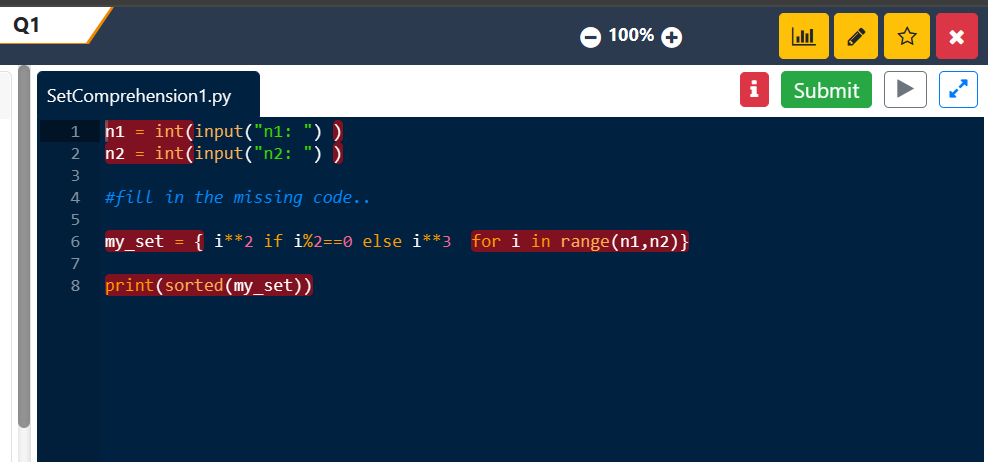 Q1
100%
SetComprehension1.py
Submit
1 n1 = int(input("n1: ") )
2 n2 = int(input("n2: ") )
3
4 #fill in the missing code..
5
6 my_set = { i**2 if i%2==0 else i**3  for i in range(n1,n2)}
7
8 print(sorted(my_set))